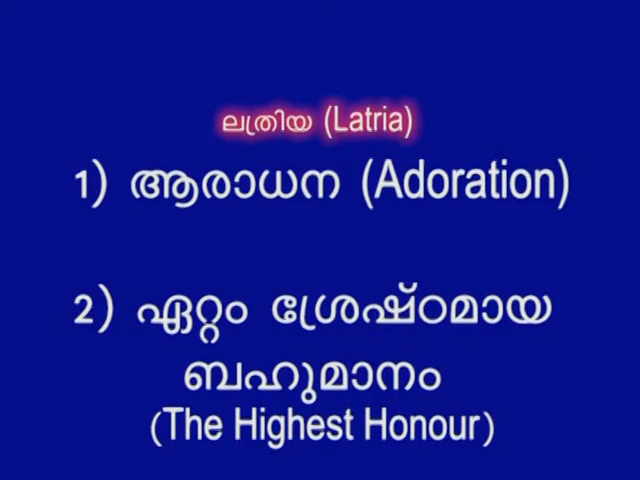 ലത്രിയ (Latria)
1) ആരാധന (Adoration)
2) ഏറ്റം ശ്രേഷ്ഠമായ
ബഹുമാനം
(The Highest Honour)